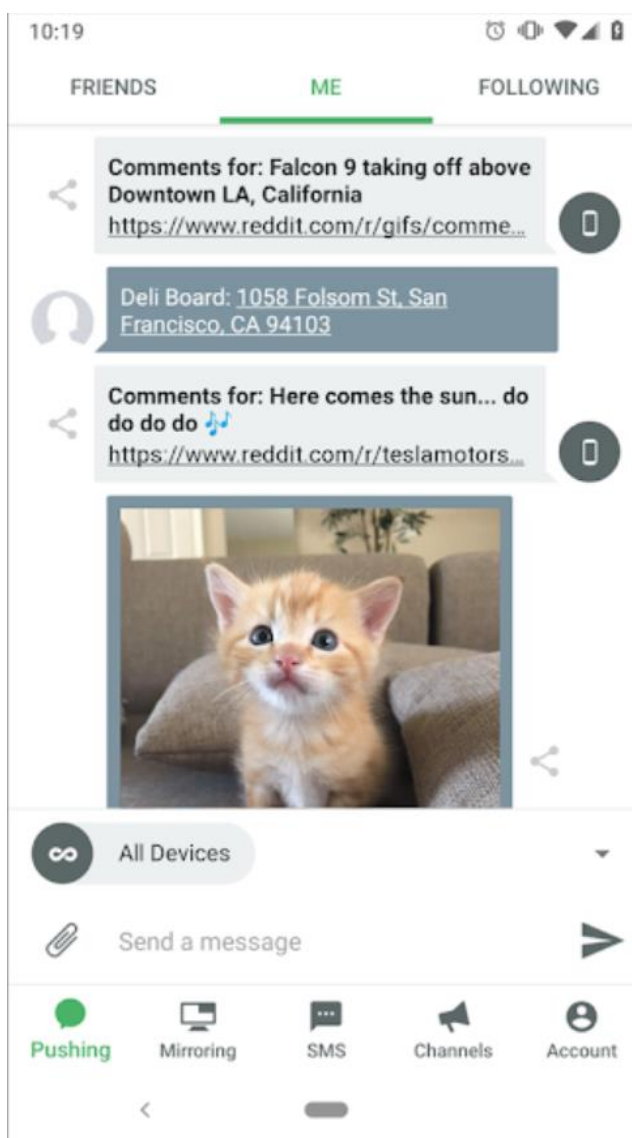 10:19
FRIENDS ME FOLLOWING
Comments for: Falcon 9 taking off above
Downtown LA, California
https://www.reddit.com/r/gifs/comme...
Deli Board: 1058 Folsom St, San
Francisco, CA 94103
Comments for: Here comes the sun... do
do do do 🎶
https://www.reddit.com/r/teslamotors...
All Devices
Send a message
Pushing Mirroring SMS Channels Account